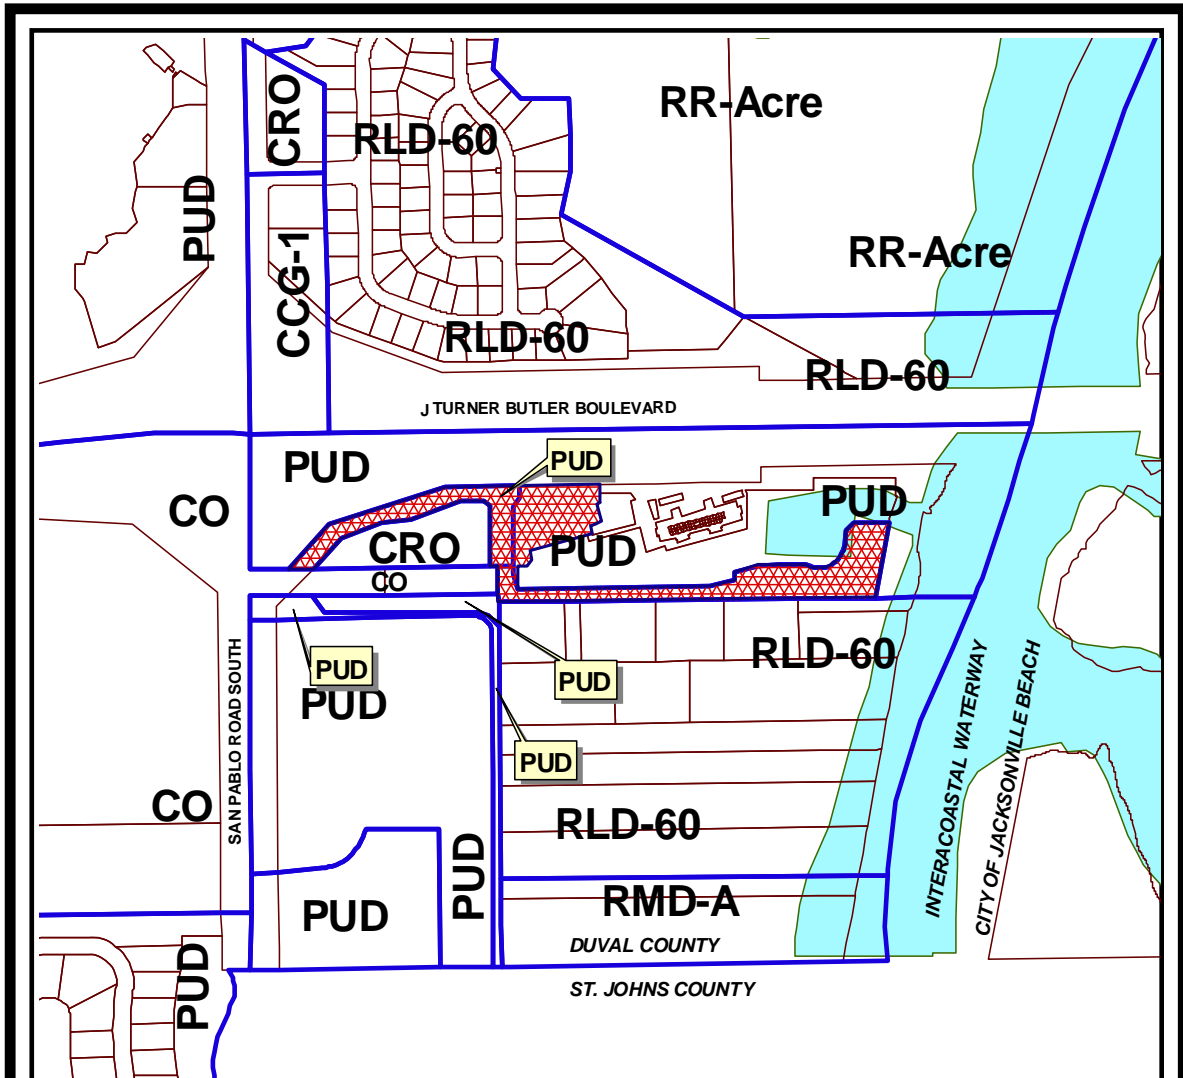 CRO
RLD-60
RR-Acre
PUD
RR-Acre
CCG-1
RLD-60
RLD-60
J TURNER BUTLER BOULEVARD
PUD
PUD
CO
PUD
CRO
PUD
CO
RLD-60
PUD
PUD
PUD
PUD
SAN PABLO ROAD SOUTH
INTERACOASTAL WATERWAY
CITY OF JACKSONVILLE BEACH
CO
RLD-60
PUD
RMD-A
PUD
DUVAL COUNTY
PUD
ST. JOHNS COUNTY